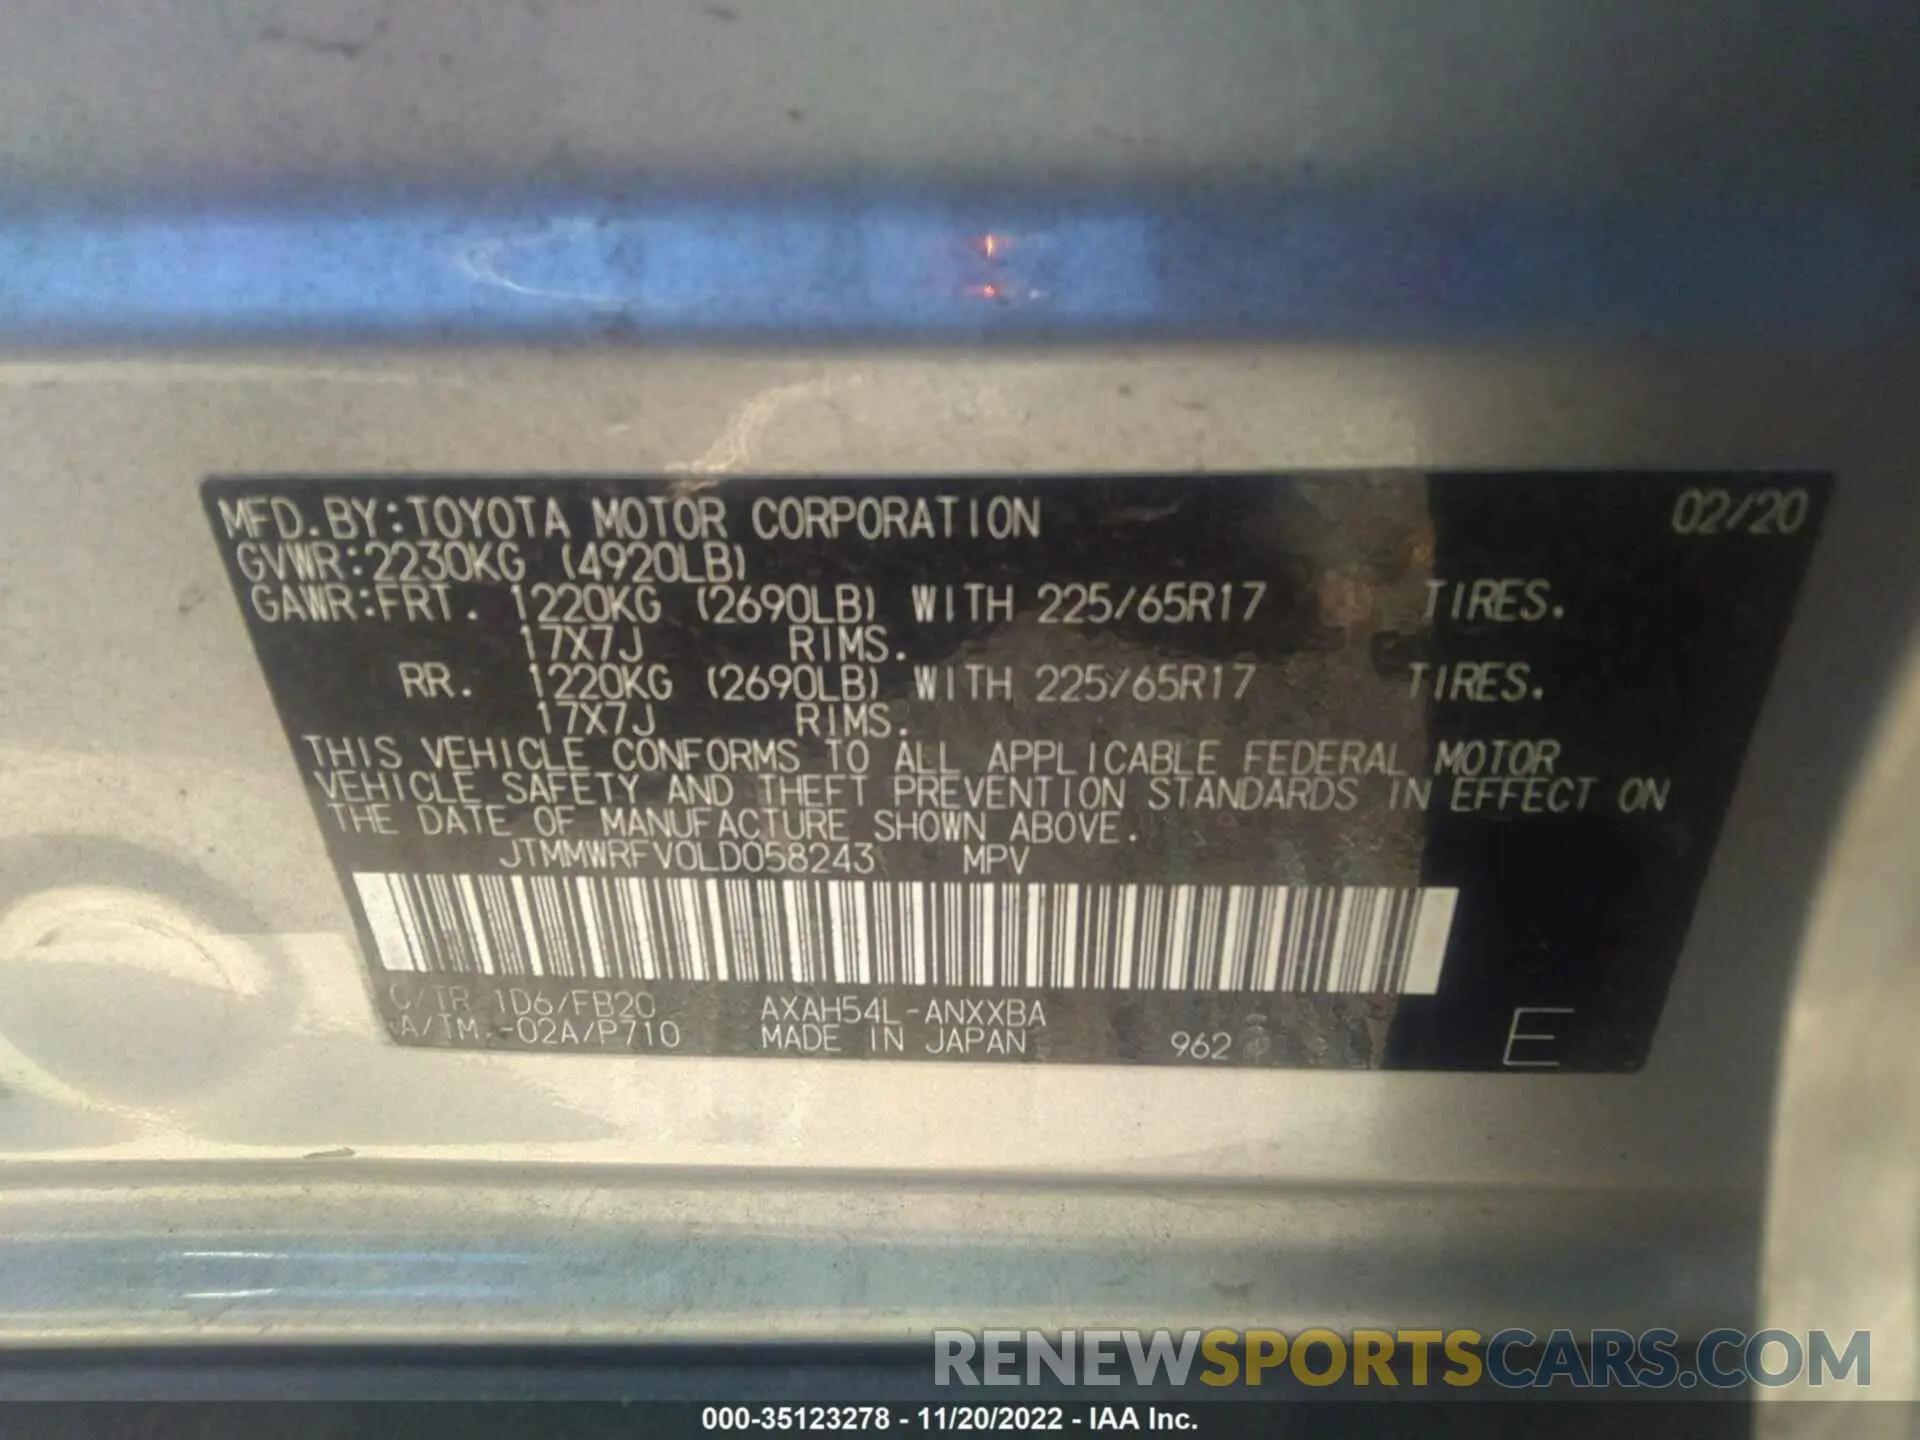 MFD.BY:TOYOTA MOTOR CORPORATION 02/20
GVWR:2230KG (4920LB)
GAWR:FRT. 1220KG (2690LB) WITH 225/65R17 TIRES.
17X7J RIMS.
RR. 1220KG (2690LB) WITH 225/65R17 TIRES.
17X7J RIMS.
THIS VEHICLE CONFORMS TO ALL APPLICABLE FEDERAL MOTOR
VEHICLE SAFETY AND THEFT PREVENTION STANDARDS IN EFFECT ON
THE DATE OF MANUFACTURE SHOWN ABOVE.
JTMMWRFV0LD058243 MPV
C/TR 1D6/FB20 AXAH54L-ANXXBA
A/TM.-02A/P710 MADE IN JAPAN 962 E
RENEWSPORTSCARS.COM
000-35123278 - 11/20/2022 - IAA Inc.